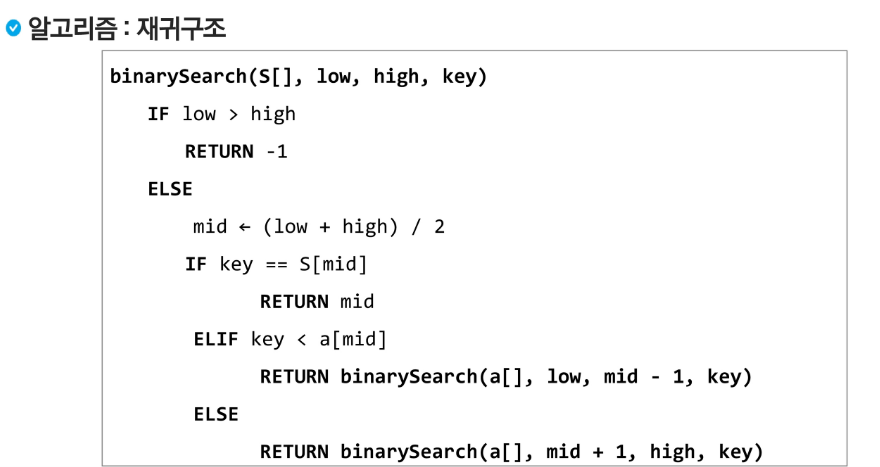 알고리즘 : 재귀구조
binarySearch(S[], low, high, key)
IF low > high
RETURN -1
ELSE
mid ← (low + high) / 2
IF key == S[mid]
RETURN mid
ELIF key < a[mid]
RETURN binarySearch(a[], low, mid - 1, key)
ELSE
RETURN binarySearch(a[], mid + 1, high, key)